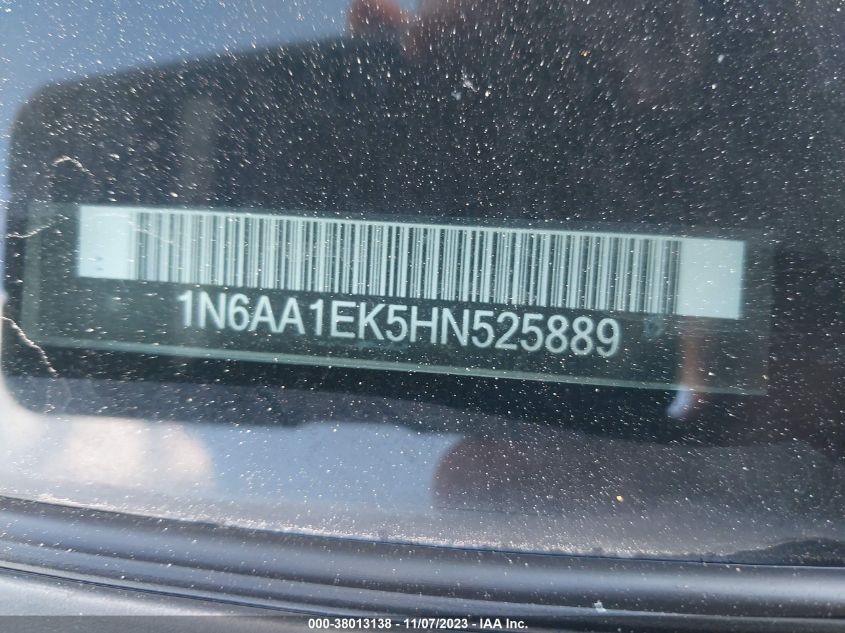 1N6AA1EK5HN525889
000-38013138 - 11/07/2023 - © IAA Inc.